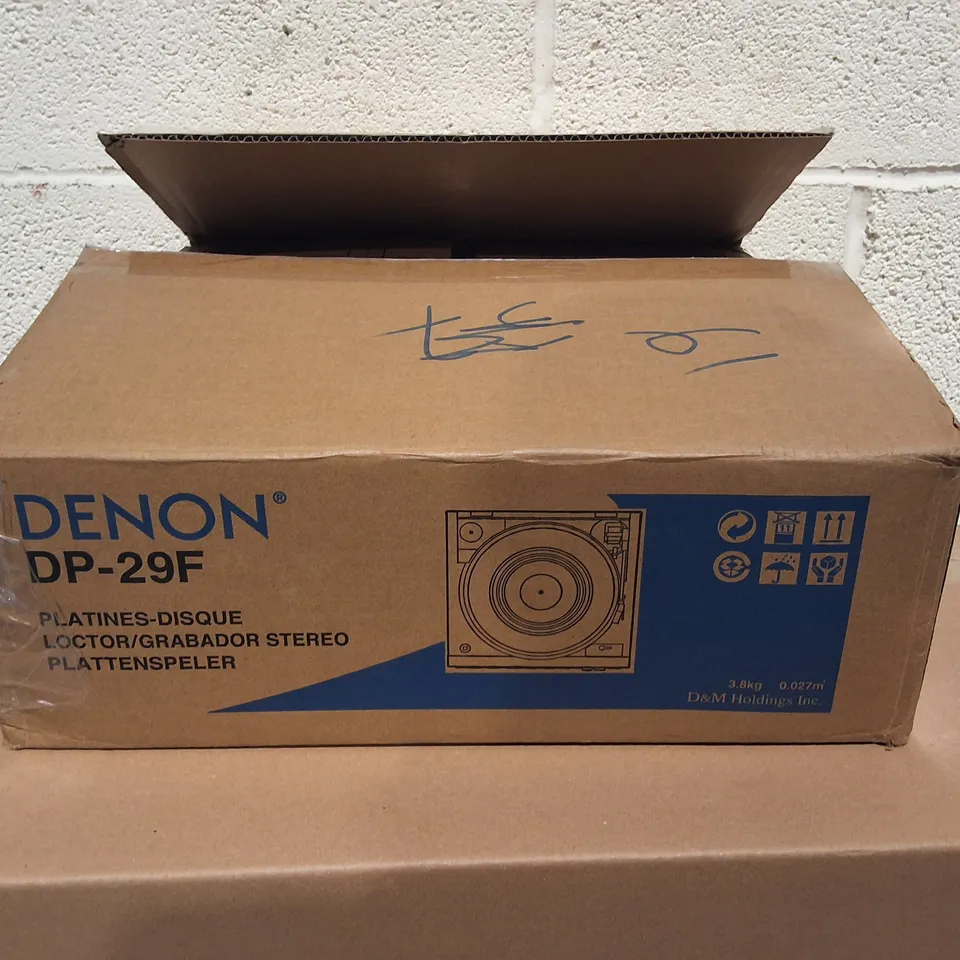 DENON®
DP-29F
PLATINES-DISQUE
LOCTOR/GRABADOR STEREO
PLATTENSPELER
3.8kg 0.027m³
D&M Holdings Inc.